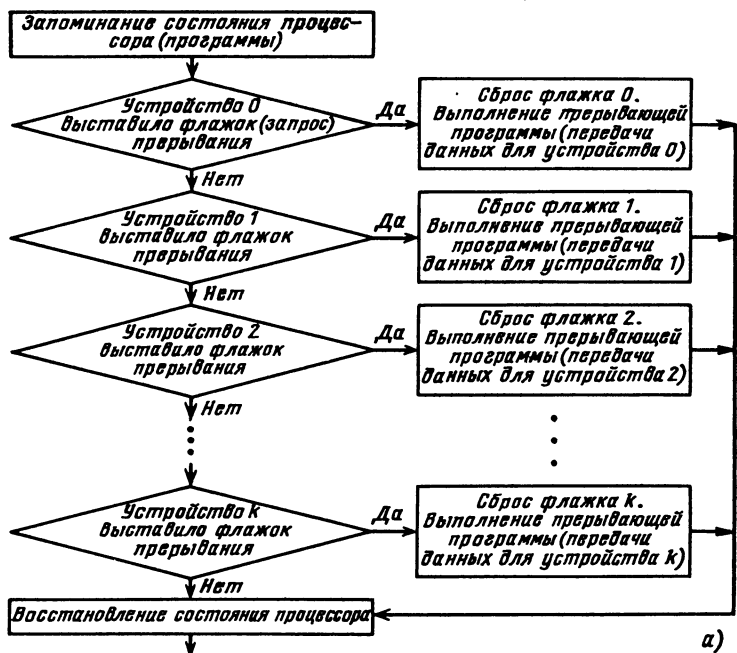 Запоминание состояния процес-
сора (программы)
Устройство 0
выставило флажок (запрос)
прерывания
Да
Сброс флажка 0.
Выполнение прерывающей
программы (передачи
данных для устройства 0)
Нет
Устройство 1
выставило флажок
прерывания
Да
Сброс флажка 1.
Выполнение прерывающей
программы (передачи
данных для устройства 1)
Нет
Устройство 2
выставило флажок
прерывания
Да
Сброс флажка 2.
Выполнение прерывающей
программы (передачи
данных для устройства 2)
Нет
Устройство k
выставило флажок
прерывания
Да
Сброс флажка k.
Выполнение прерывающей
программы (передачи
данных для устройства k)
Нет
Восстановление состояния процессора
а)